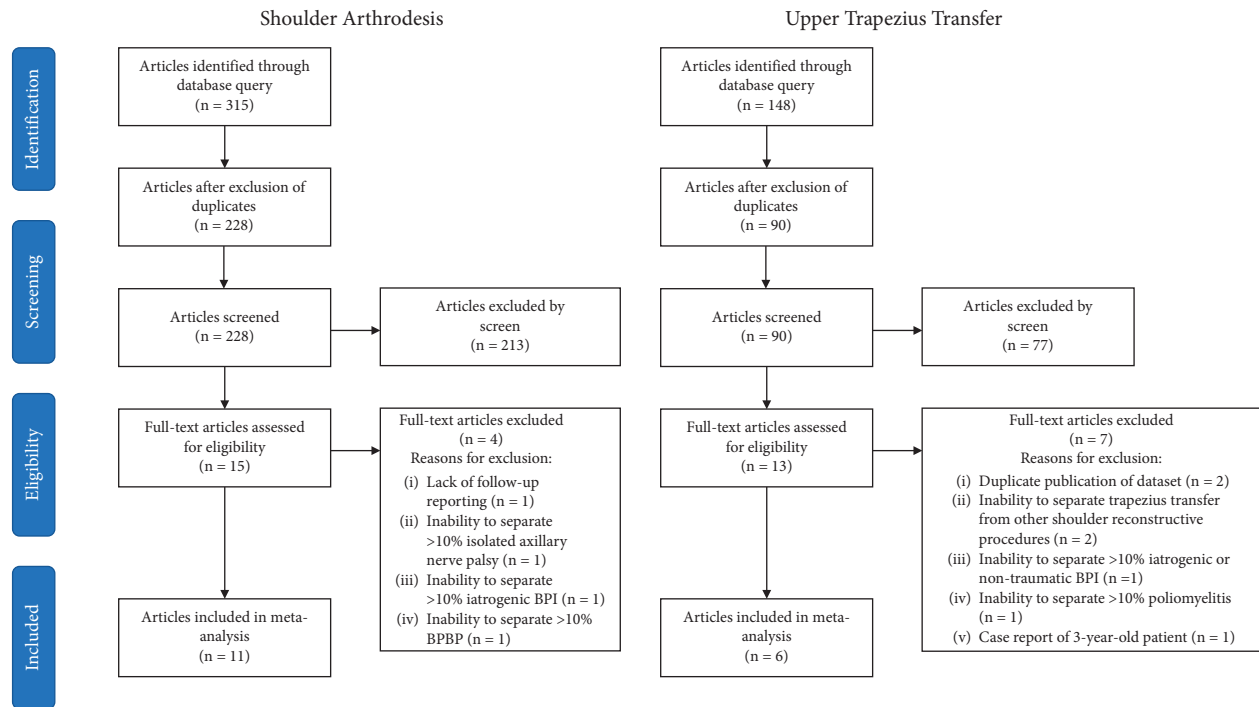 Shoulder Arthrodesis
Upper Trapezius Transfer
Identification
Screening
Eligibility
Included
Articles identified through
database query
(n = 315)
Articles after exclusion of
duplicates
(n = 228)
Articles screened
(n = 228)
Articles excluded by
screen
(n = 213)
Full-text articles assessed
for eligibility
(n = 15)
Full-text articles excluded
(n = 4)
Reasons for exclusion:
(i) Lack of follow-up
reporting (n = 1)
(ii) Inability to separate
>10% isolated axillary
nerve palsy (n = 1)
(iii) Inability to separate
>10% iatrogenic BPI (n = 1)
(iv) Inability to separate >10%
BPBP (n = 1)
Articles included in meta-
analysis
(n = 11)
Articles identified through
database query
(n = 148)
Articles after exclusion of
duplicates
(n = 90)
Articles screened
(n = 90)
Articles excluded by
screen
(n = 77)
Full-text articles assessed
for eligibility
(n = 13)
Full-text articles excluded
(n = 7)
Reasons for exclusion:
(i) Duplicate publication of dataset (n = 2)
(ii) Inability to separate trapezius transfer
from other shoulder reconstructive
procedures (n = 2)
(iii) Inability to separate >10% iatrogenic or
non-traumatic BPI (n =1)
(iv) Inability to separate >10% poliomyelitis
(n = 1)
(v) Case report of 3-year-old patient (n = 1)
Articles included in meta-
analysis
(n = 6)